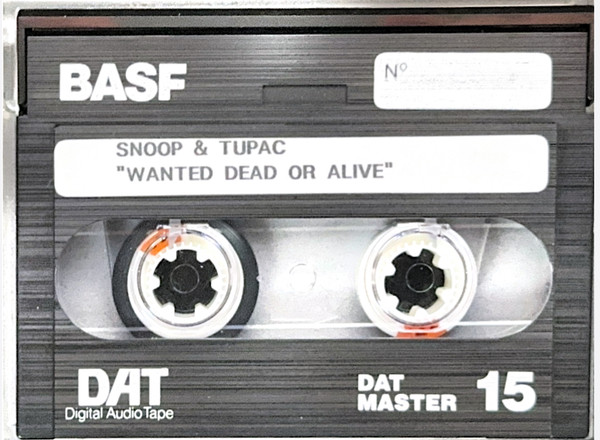 BASF
Nº
SNOOP & TUPAC
"WANTED DEAD OR ALIVE"
DAT
Digital Audio Tape
DAT
MASTER 15